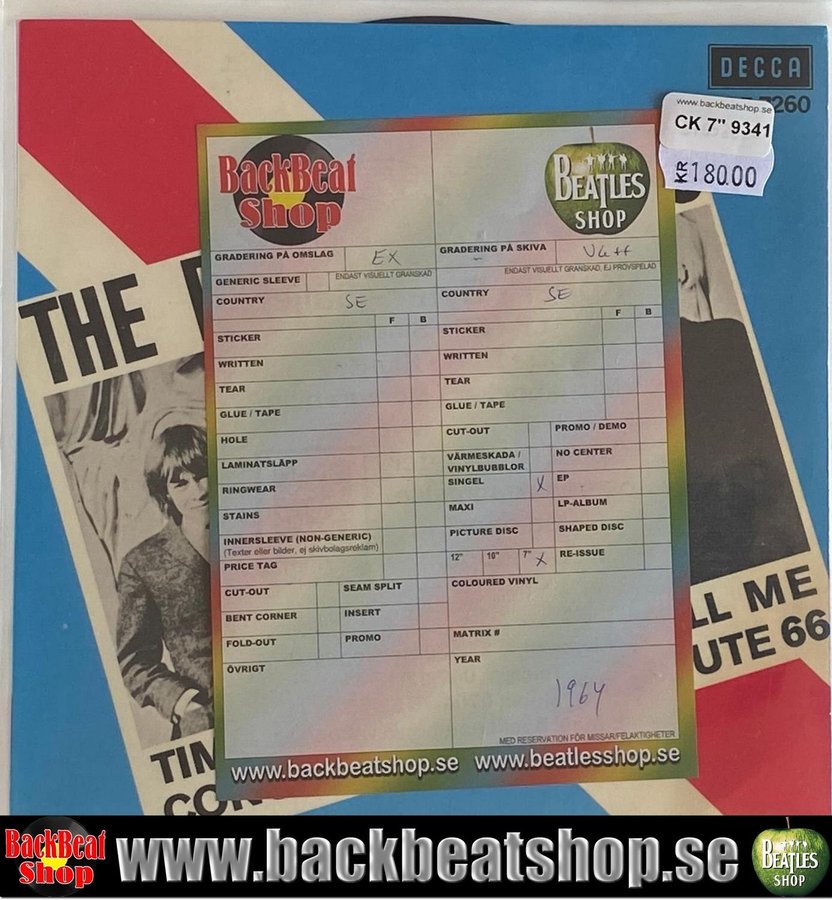 DECCA
7260
www.backbeatshop.se
CK 7" 9341
KR 180.00
BackBeat
Shop
BEATLES
SHOP
GRADERING PÅ OMSLAG EX
GRADERING PÅ SKIVA VG++
GENERIC SLEEVE
ENDAST VISUELLT GRANSKAD
ENDAST VISUELLT GRANSKAD, EJ PROVSPELAD
COUNTRY SE
COUNTRY SE
F B
F B
STICKER
STICKER
WRITTEN
WRITTEN
TEAR
TEAR
GLUE / TAPE
GLUE / TAPE
HOLE
CUT-OUT
PROMO / DEMO
LAMINATSLÄPP
VÄRMESKADA /
VINYLBUBBLOR
NO CENTER
RINGWEAR
SINGEL X
EP
STAINS
MAXI
LP-ALBUM
INNERSLEEVE (NON-GENERIC)
(Texter eller bilder, ej skivbolagsreklam)
PICTURE DISC
SHAPED DISC
PRICE TAG
12" 10" 7" X
RE-ISSUE
CUT-OUT
SEAM SPLIT
COLOURED VINYL
BENT CORNER
INSERT
FOLD-OUT
PROMO
MATRIX #
ÖVRIGT
YEAR
1964
MED RESERVATION FÖR MISSAR/FELAKTIGHETER
www.backbeatshop.se www.beatlesshop.se
THE
LL ME
UTE 66
TIM
CON
BackBeat
Shop
www.backbeatshop.se
BEATLES
SHOP